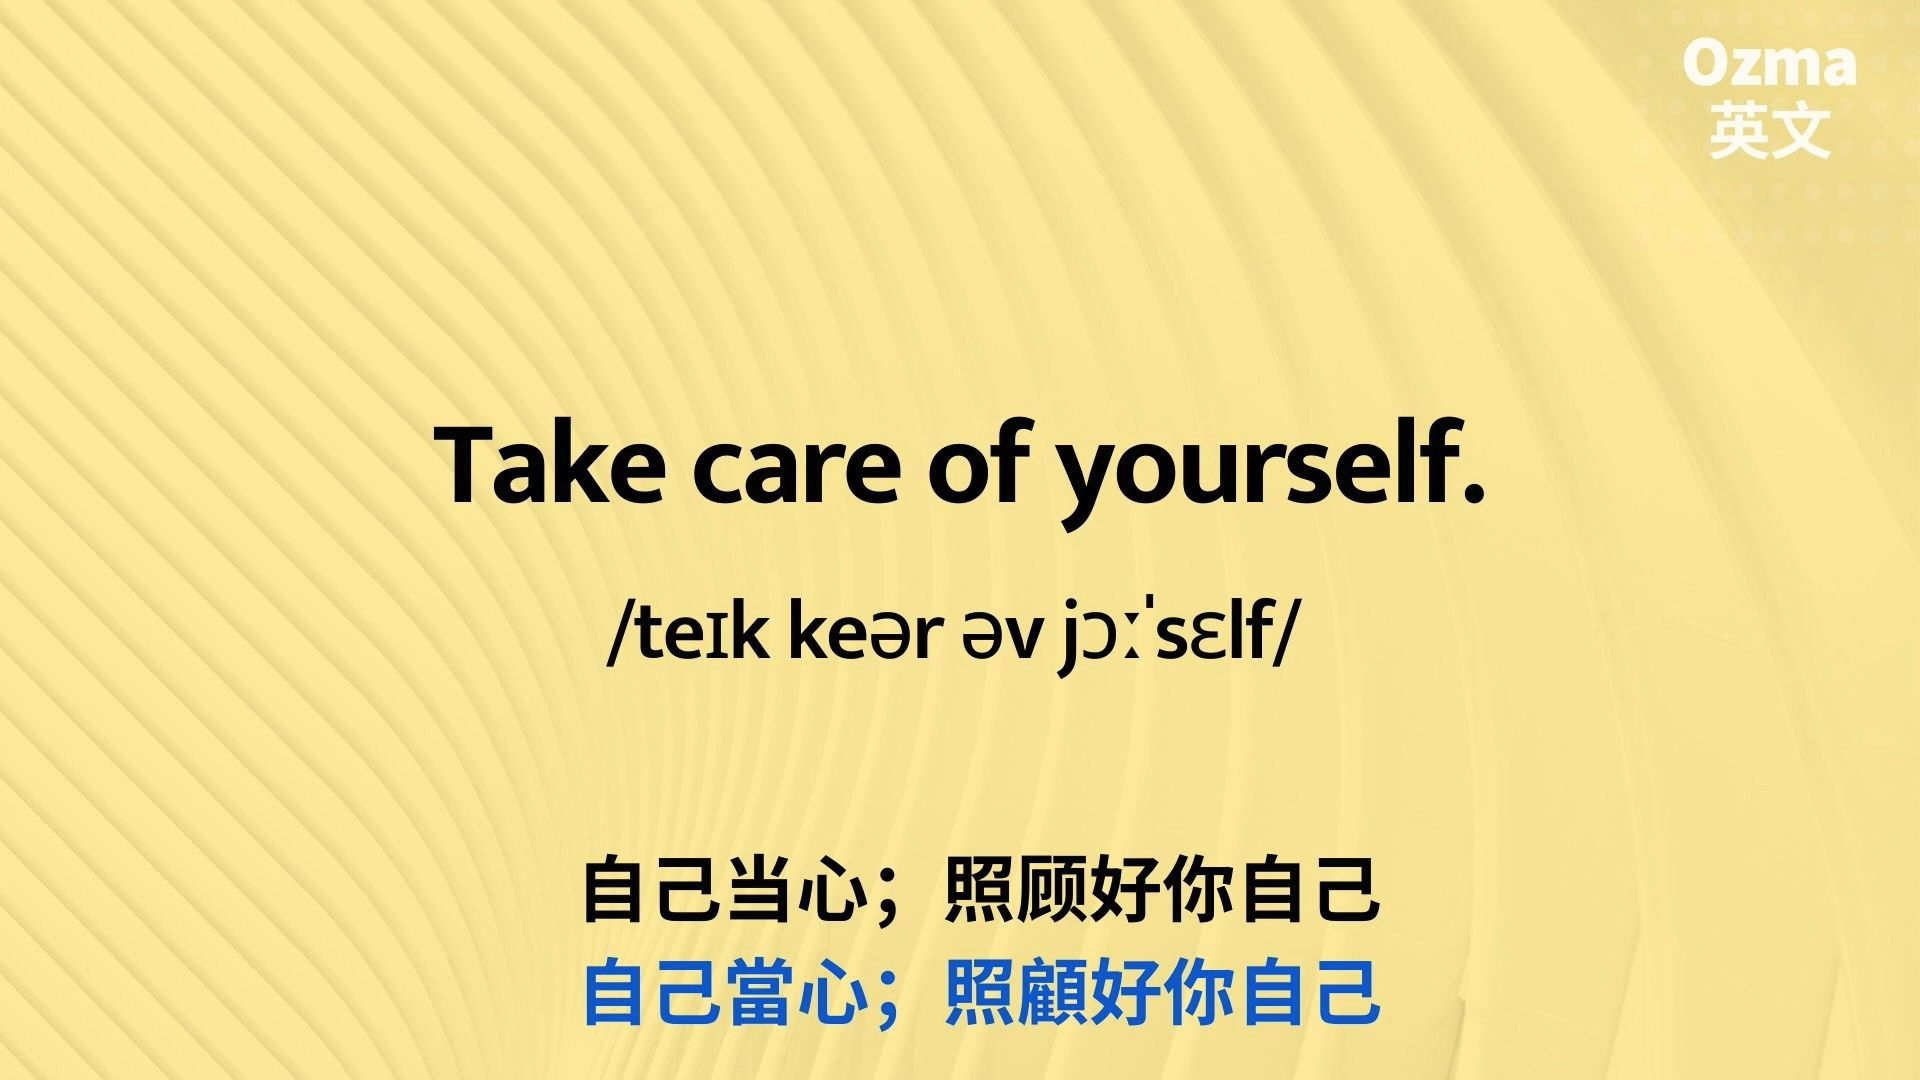 Ozma
英文
Take care of yourself.
/teɪk keər əv jɔːˈsɛlf/
自己当心；照顾好你自己
自己當心；照顧好你自己